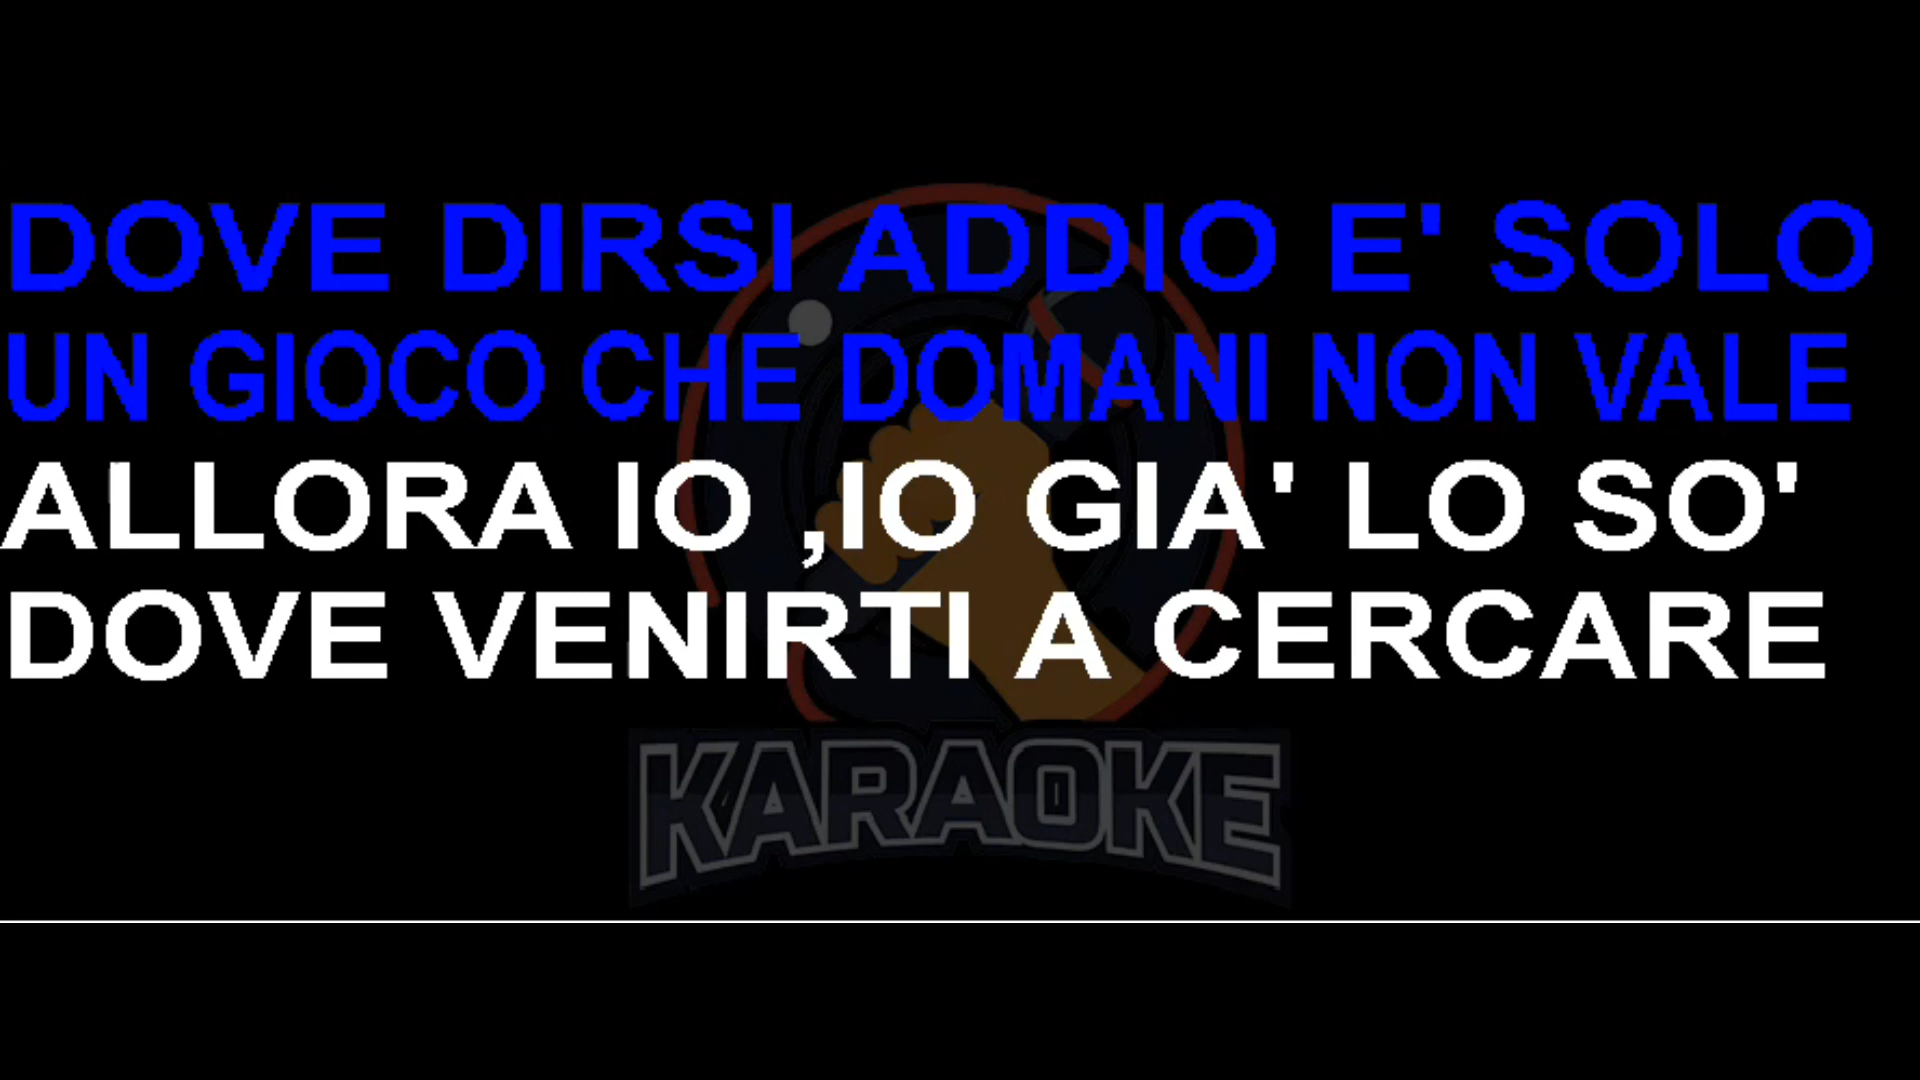 DOVE DIRSI ADDIO E' SOLO
UN GIOCO CHE DOMANI NON VALE
ALLORA IO ,IO GIA' LO SO'
DOVE VENIRTI A CERCARE
KARAOKE